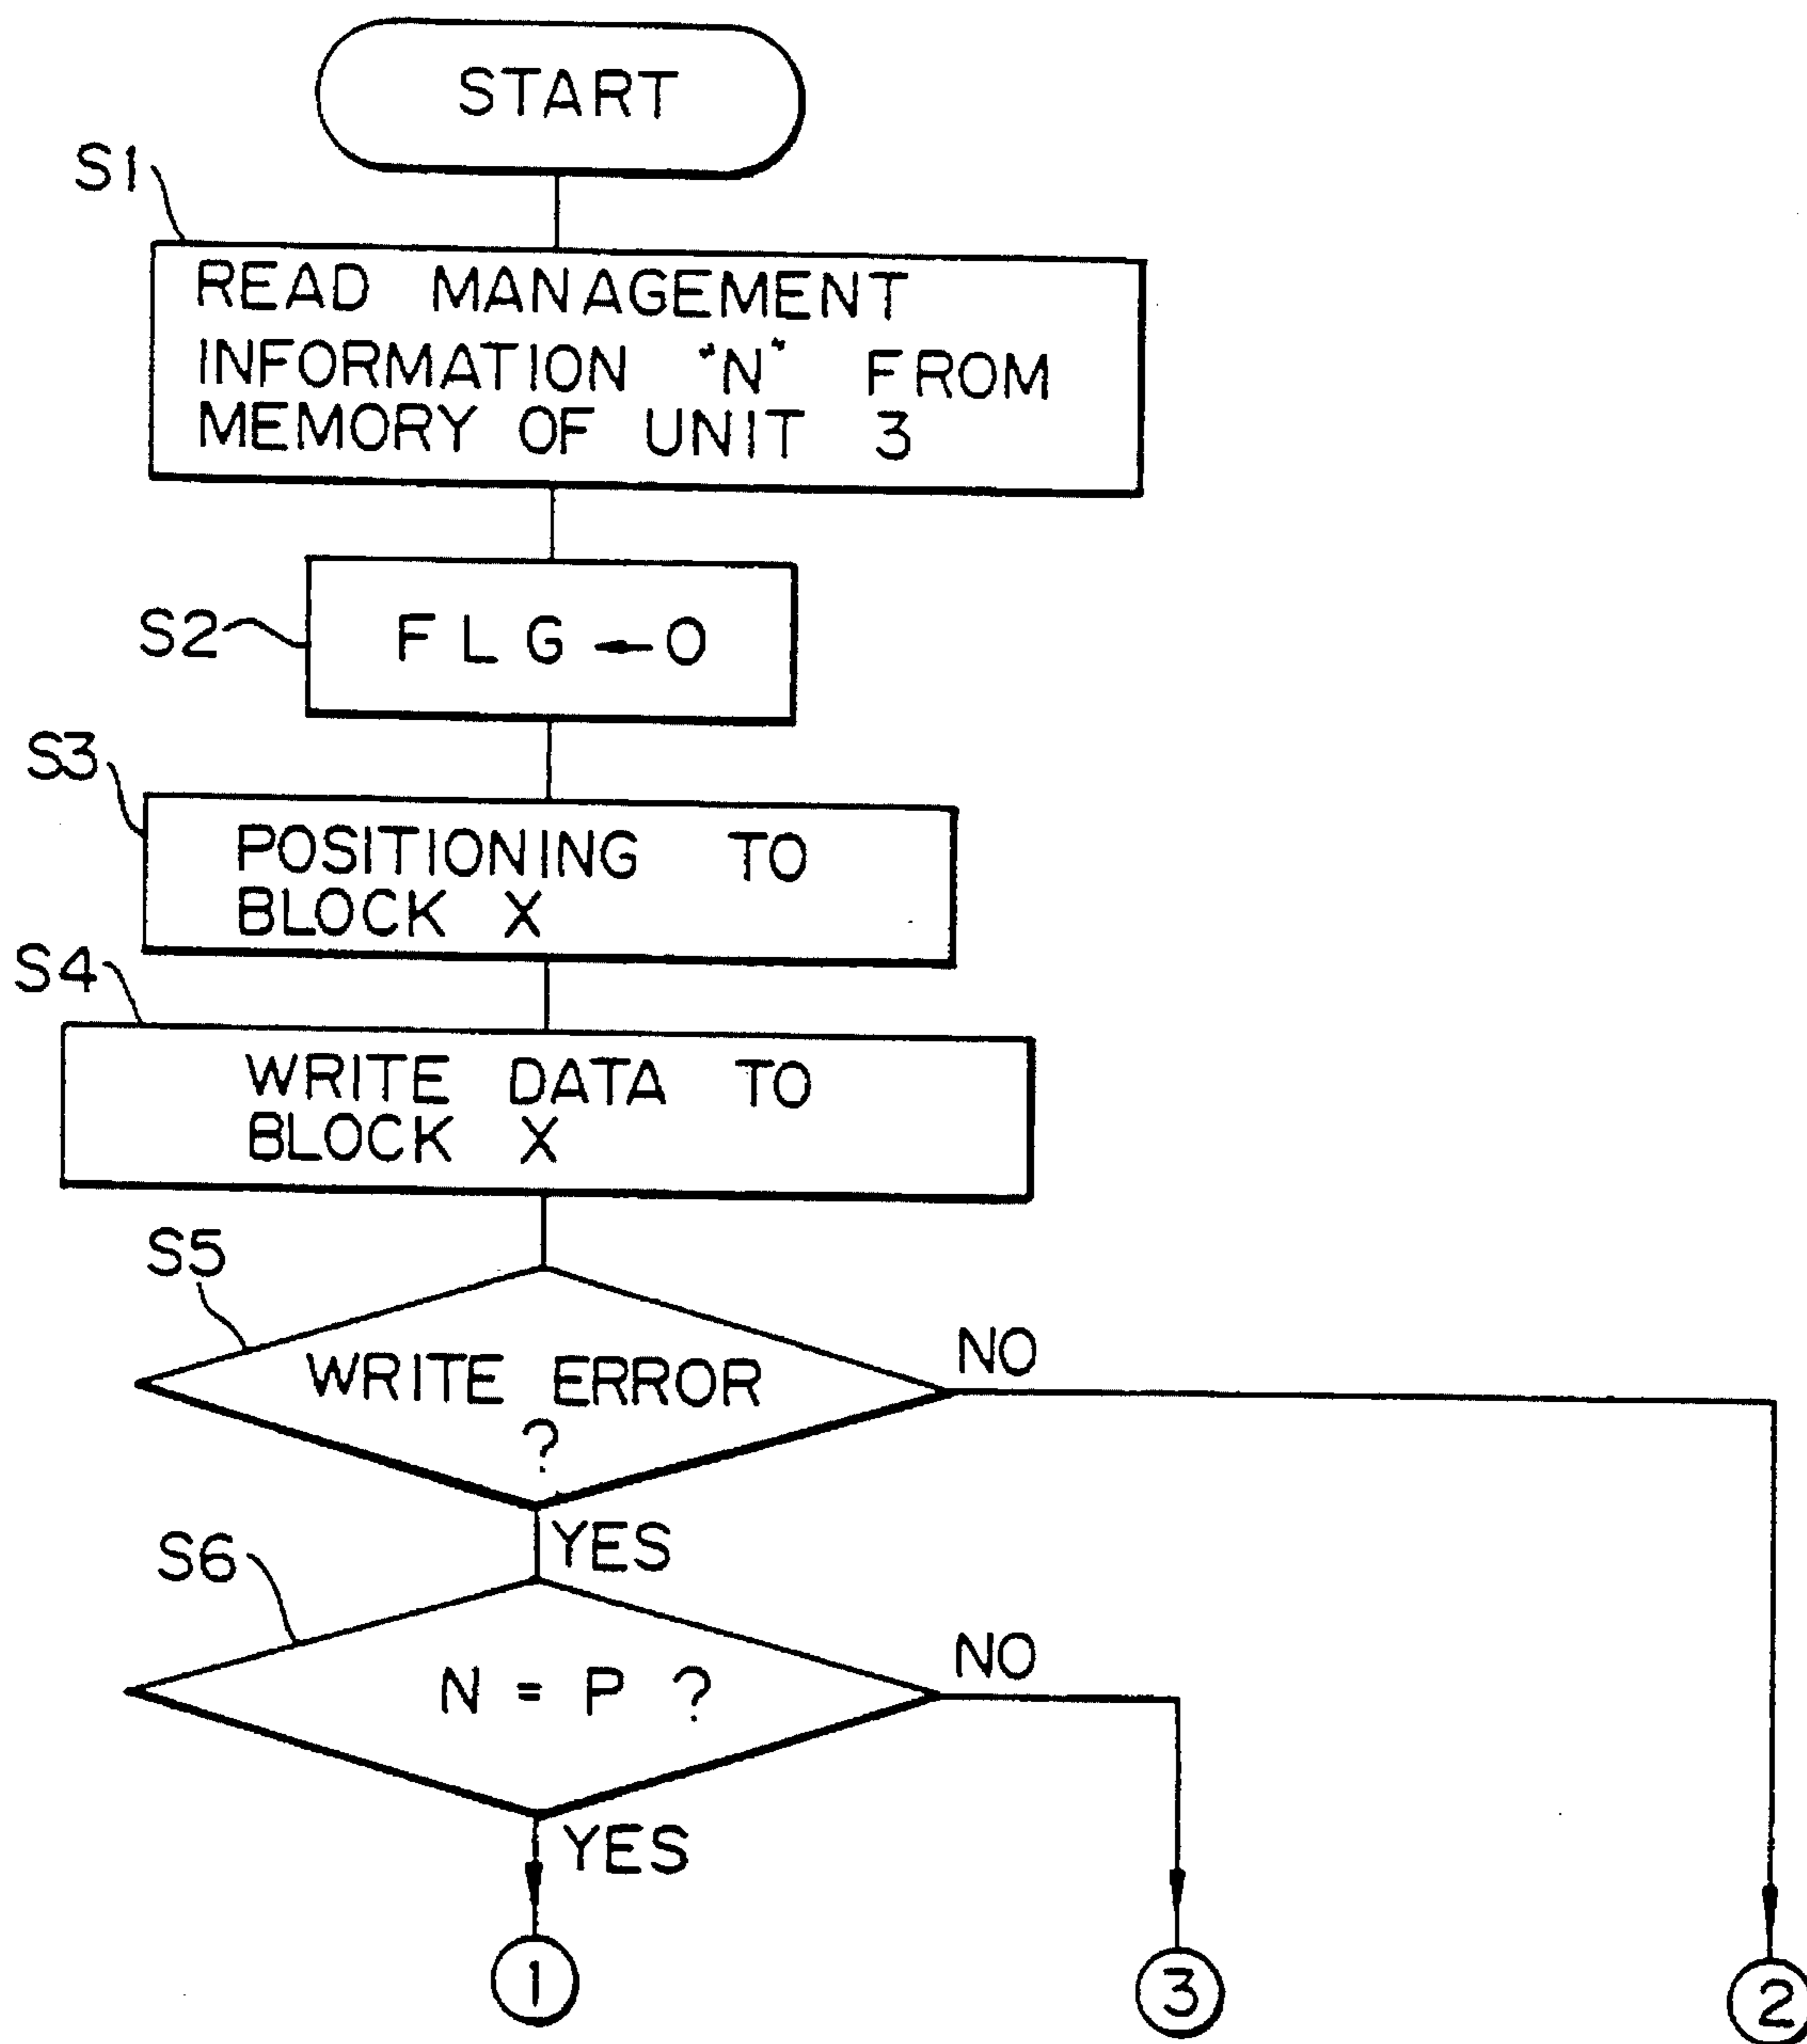 START
S1
READ MANAGEMENT
INFORMATION "N" FROM
MEMORY OF UNIT 3
S2
FLG ← 0
S3
POSITIONING TO
BLOCK X
S4
WRITE DATA TO
BLOCK X
S5
WRITE ERROR
?
NO
YES
S6
N = P ?
NO
YES
1
3
2